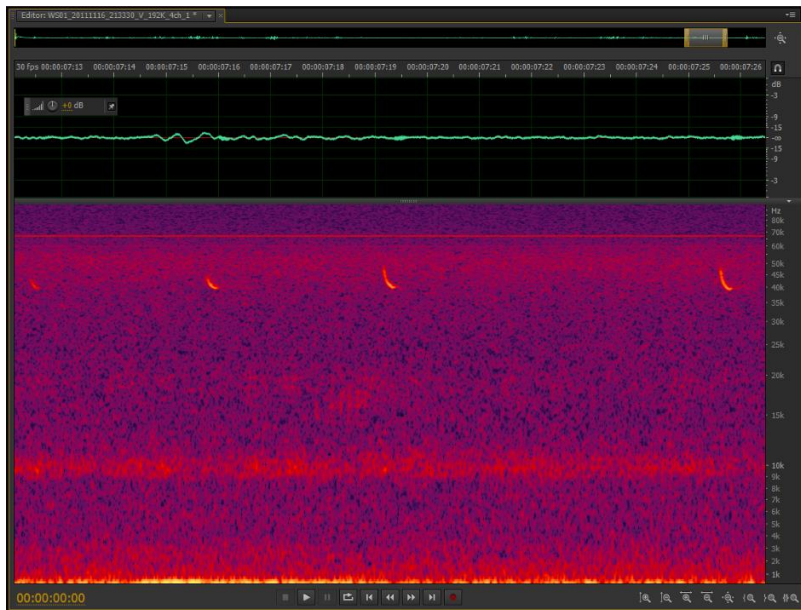 Editor: WS01_20111116_213330_V_192K_4ch_1 *
30 fps 00:00:07:13 00:00:07:14 00:00:07:15 00:00:07:16 00:00:07:17 00:00:07:18 00:00:07:19 00:00:07:20 00:00:07:21 00:00:07:22 00:00:07:23 00:00:07:24 00:00:07:25 00:00:07:26
dB
-3
+0 dB
-9
-15
-∞
-15
-9
-3
Hz
80k
70k
60k
50k
45k
40k
35k
30k
25k
20k
15k
10k
9k
8k
7k
6k
5k
4k
3k
2k
1k
00:00:00:00